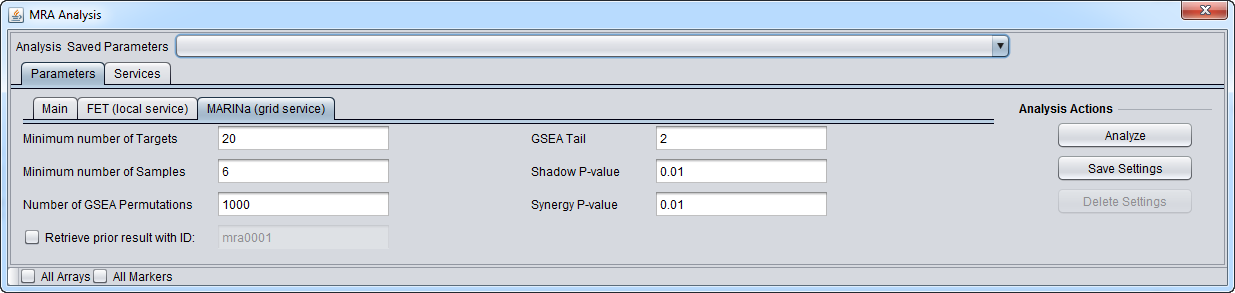 MRA Analysis
Analysis Saved Parameters
Parameters Services
Main FET (local service) MARINa (grid service) Analysis Actions
Minimum number of Targets 20 GSEA Tail 2 Analyze
Minimum number of Samples 6 Shadow P-value 0.01 Save Settings
Number of GSEA Permutations 1000 Synergy P-value 0.01 Delete Settings
Retrieve prior result with ID: mra0001
All Arrays All Markers